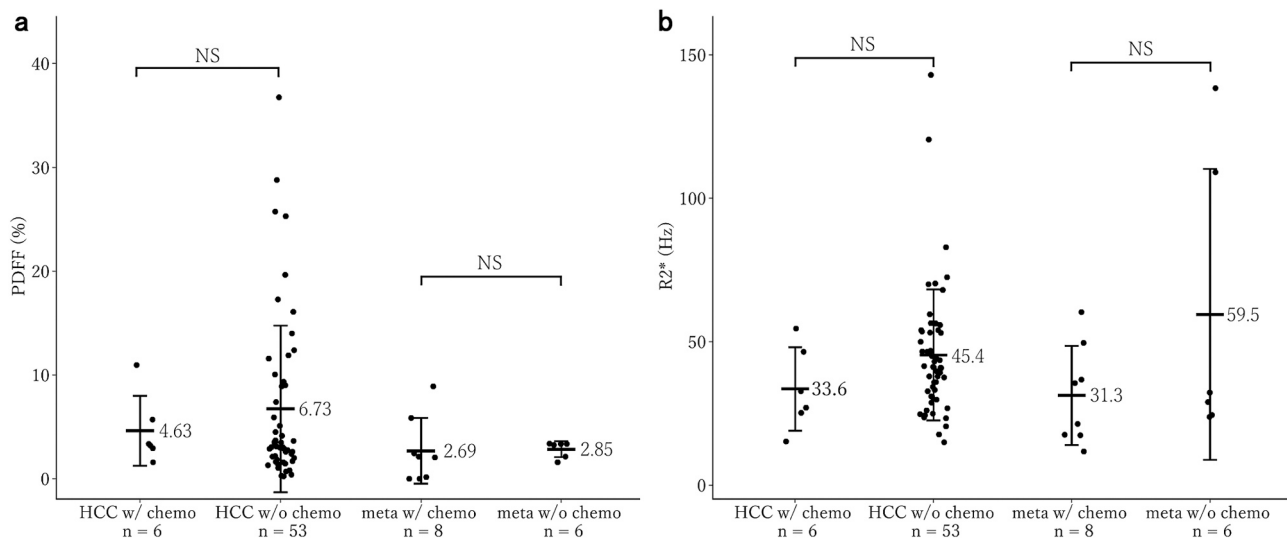 a
NS
NS
40
30
20
10
0
PDFF (%)
4.63
6.73
2.69
2.85
HCC w/ chemo
n = 6
HCC w/o chemo
n = 53
meta w/ chemo
n = 8
meta w/o chemo
n = 6
b
NS
NS
150
100
50
0
R2* (Hz)
33.6
45.4
31.3
59.5
HCC w/ chemo
n = 6
HCC w/o chemo
n = 53
meta w/ chemo
n = 8
meta w/o chemo
n = 6